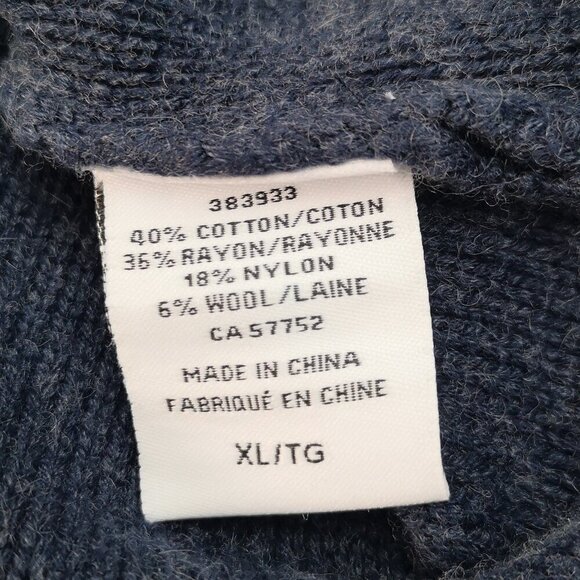 383933
40% COTTON/COTON
36% RAYON/RAYONNE
18% NYLON
6% WOOL/LAINE
CA 57752
MADE IN CHINA
FABRIQUÉ EN CHINE
XL/TG